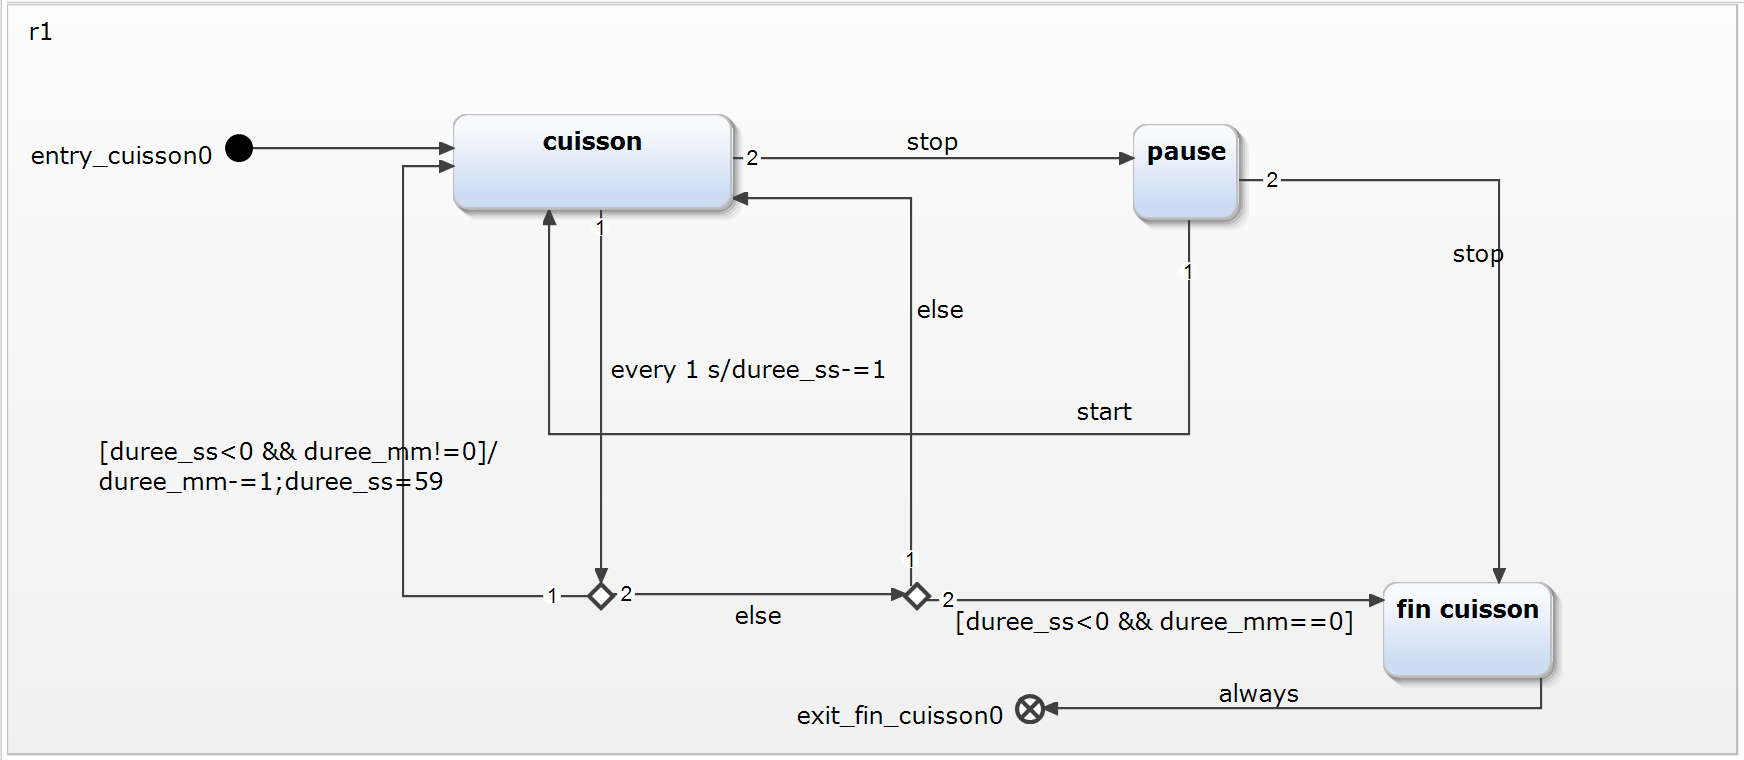 r1
entry_cuisson0
cuisson
2
stop
pause
2
1
stop
1
else
every 1 s/duree_ss-=1
start
[duree_ss<0 && duree_mm!=0]/
duree_mm-=1;duree_ss=59
1
1
2
else
2
[duree_ss<0 && duree_mm==0]
fin cuisson
always
exit_fin_cuisson0